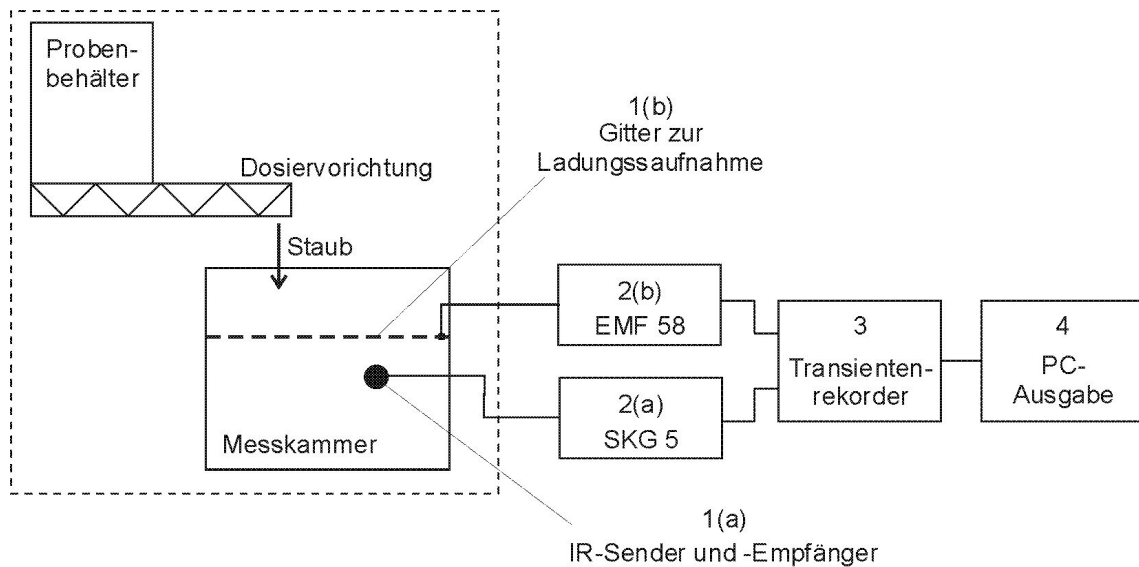 Proben-
behälter
Dosiervorichtung
Staub
Messkammer
1(b)
Gitter zur
Ladungssaufnahme
2(b)
EMF 58
2(a)
SKG 5
3
Transienten-
rekorder
4
PC-
Ausgabe
1(a)
IR-Sender und -Empfänger